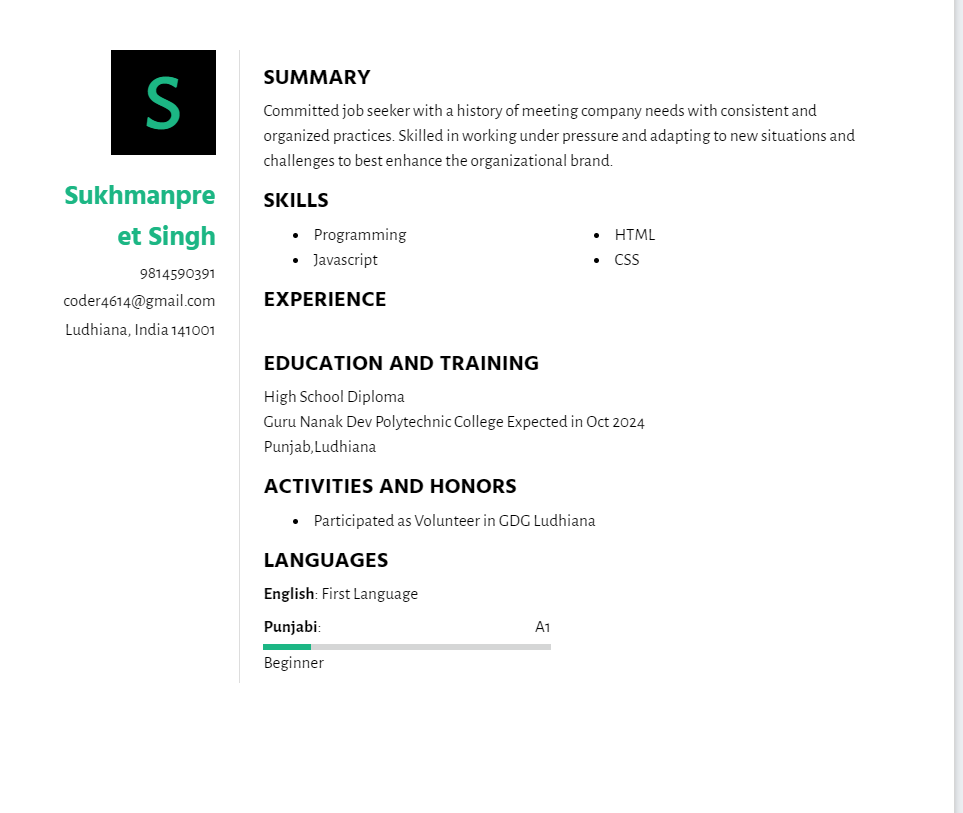 S
Sukhmanpre
et Singh
9814590391
coder4614@gmail.com
Ludhiana, India 141001
SUMMARY
Committed job seeker with a history of meeting company needs with consistent and
organized practices. Skilled in working under pressure and adapting to new situations and
challenges to best enhance the organizational brand.
SKILLS
• Programming
• Javascript
• HTML
• CSS
EXPERIENCE
EDUCATION AND TRAINING
High School Diploma
Guru Nanak Dev Polytechnic College Expected in Oct 2024
Punjab,Ludhiana
ACTIVITIES AND HONORS
• Participated as Volunteer in GDG Ludhiana
LANGUAGES
English: First Language
Punjabi: A1
Beginner